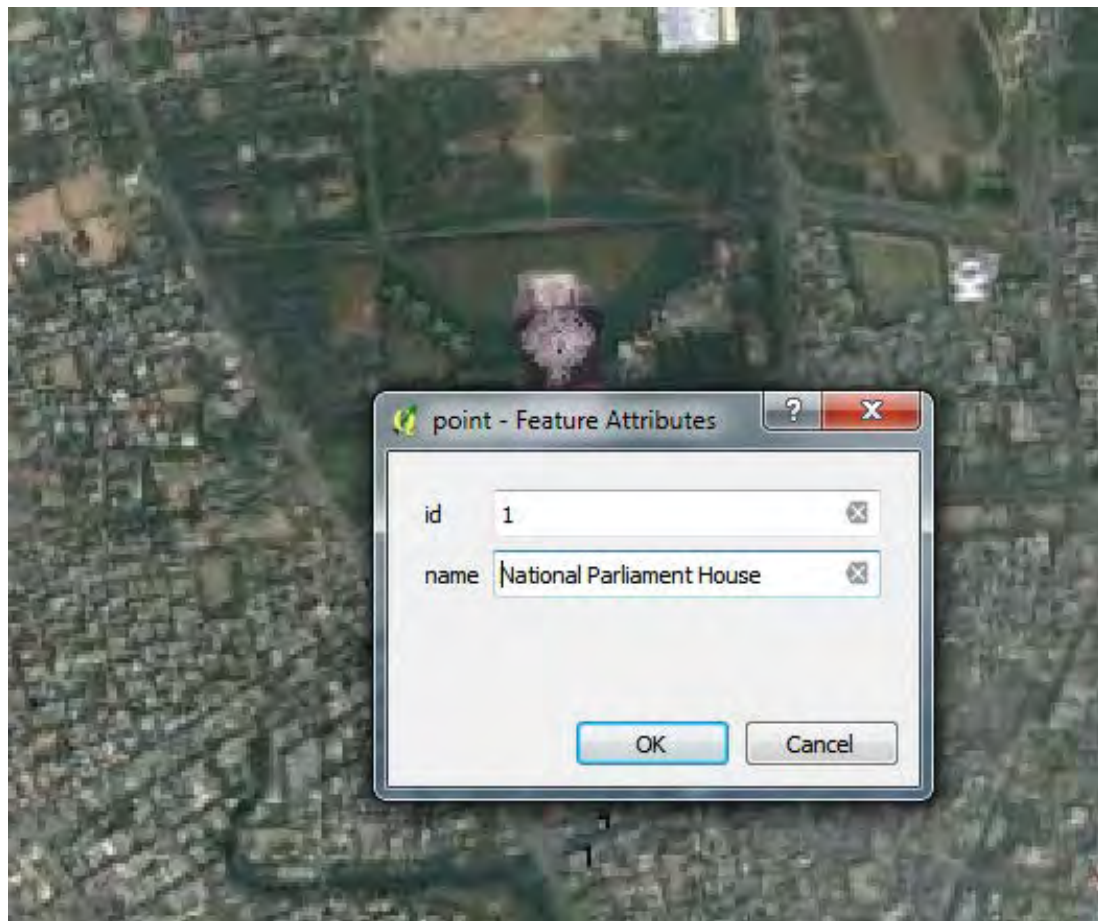 point - Feature Attributes
id 1
name National Parliament House
OK Cancel